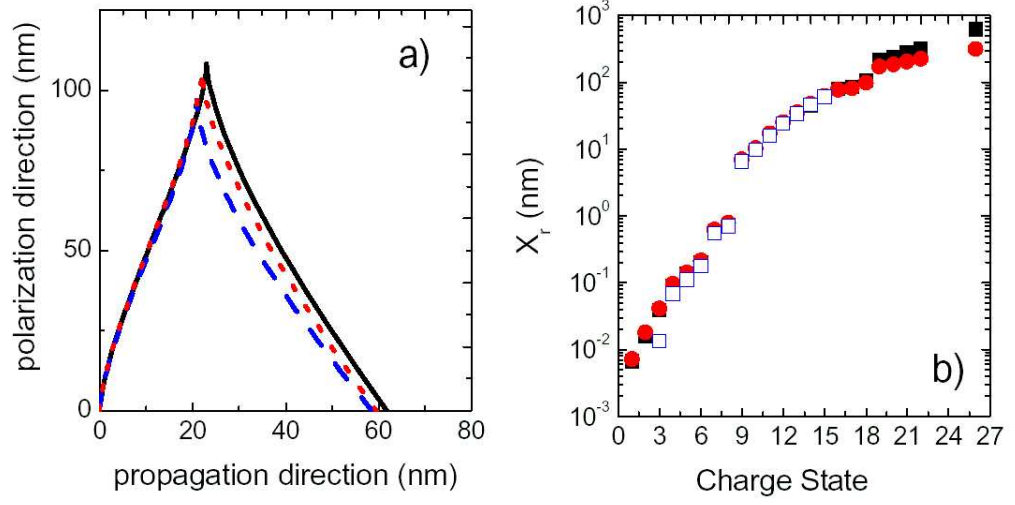 a)
polarization direction (nm)
100
50
0
0 20 40 60 80
propagation direction (nm)
b)
X_r (nm)
10³
10²
10¹
10⁰
10⁻¹
10⁻²
10⁻³
0 3 6 9 12 15 18 21 24 27
Charge State